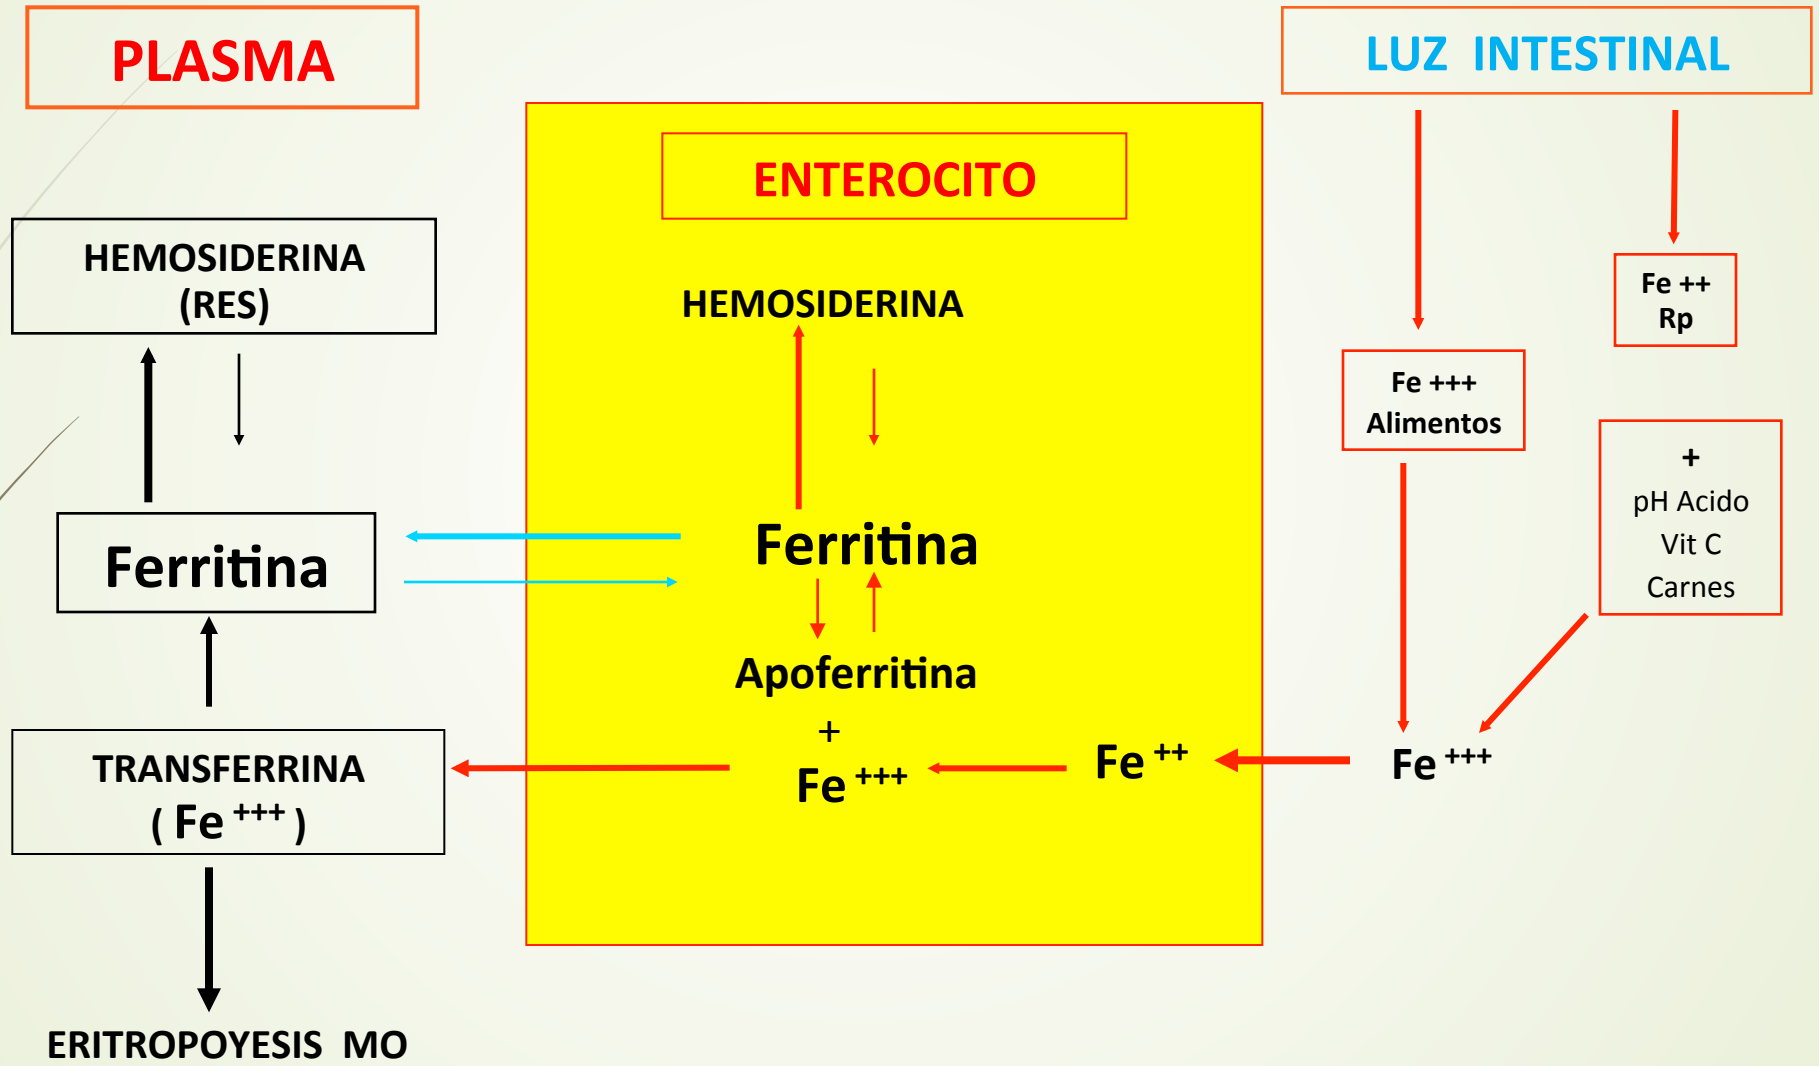 PLASMA
HEMOSIDERINA
(RES)
Ferritina
TRANSFERRINA
( Fe +++ )
ERITROPOYESIS MO
ENTEROCITO
HEMOSIDERINA
Ferritina
Apoferritina
+
Fe +++
Fe ++
LUZ INTESTINAL
Fe +++
Alimentos
Fe ++
Rp
+
pH Acido
Vit C
Carnes
Fe +++